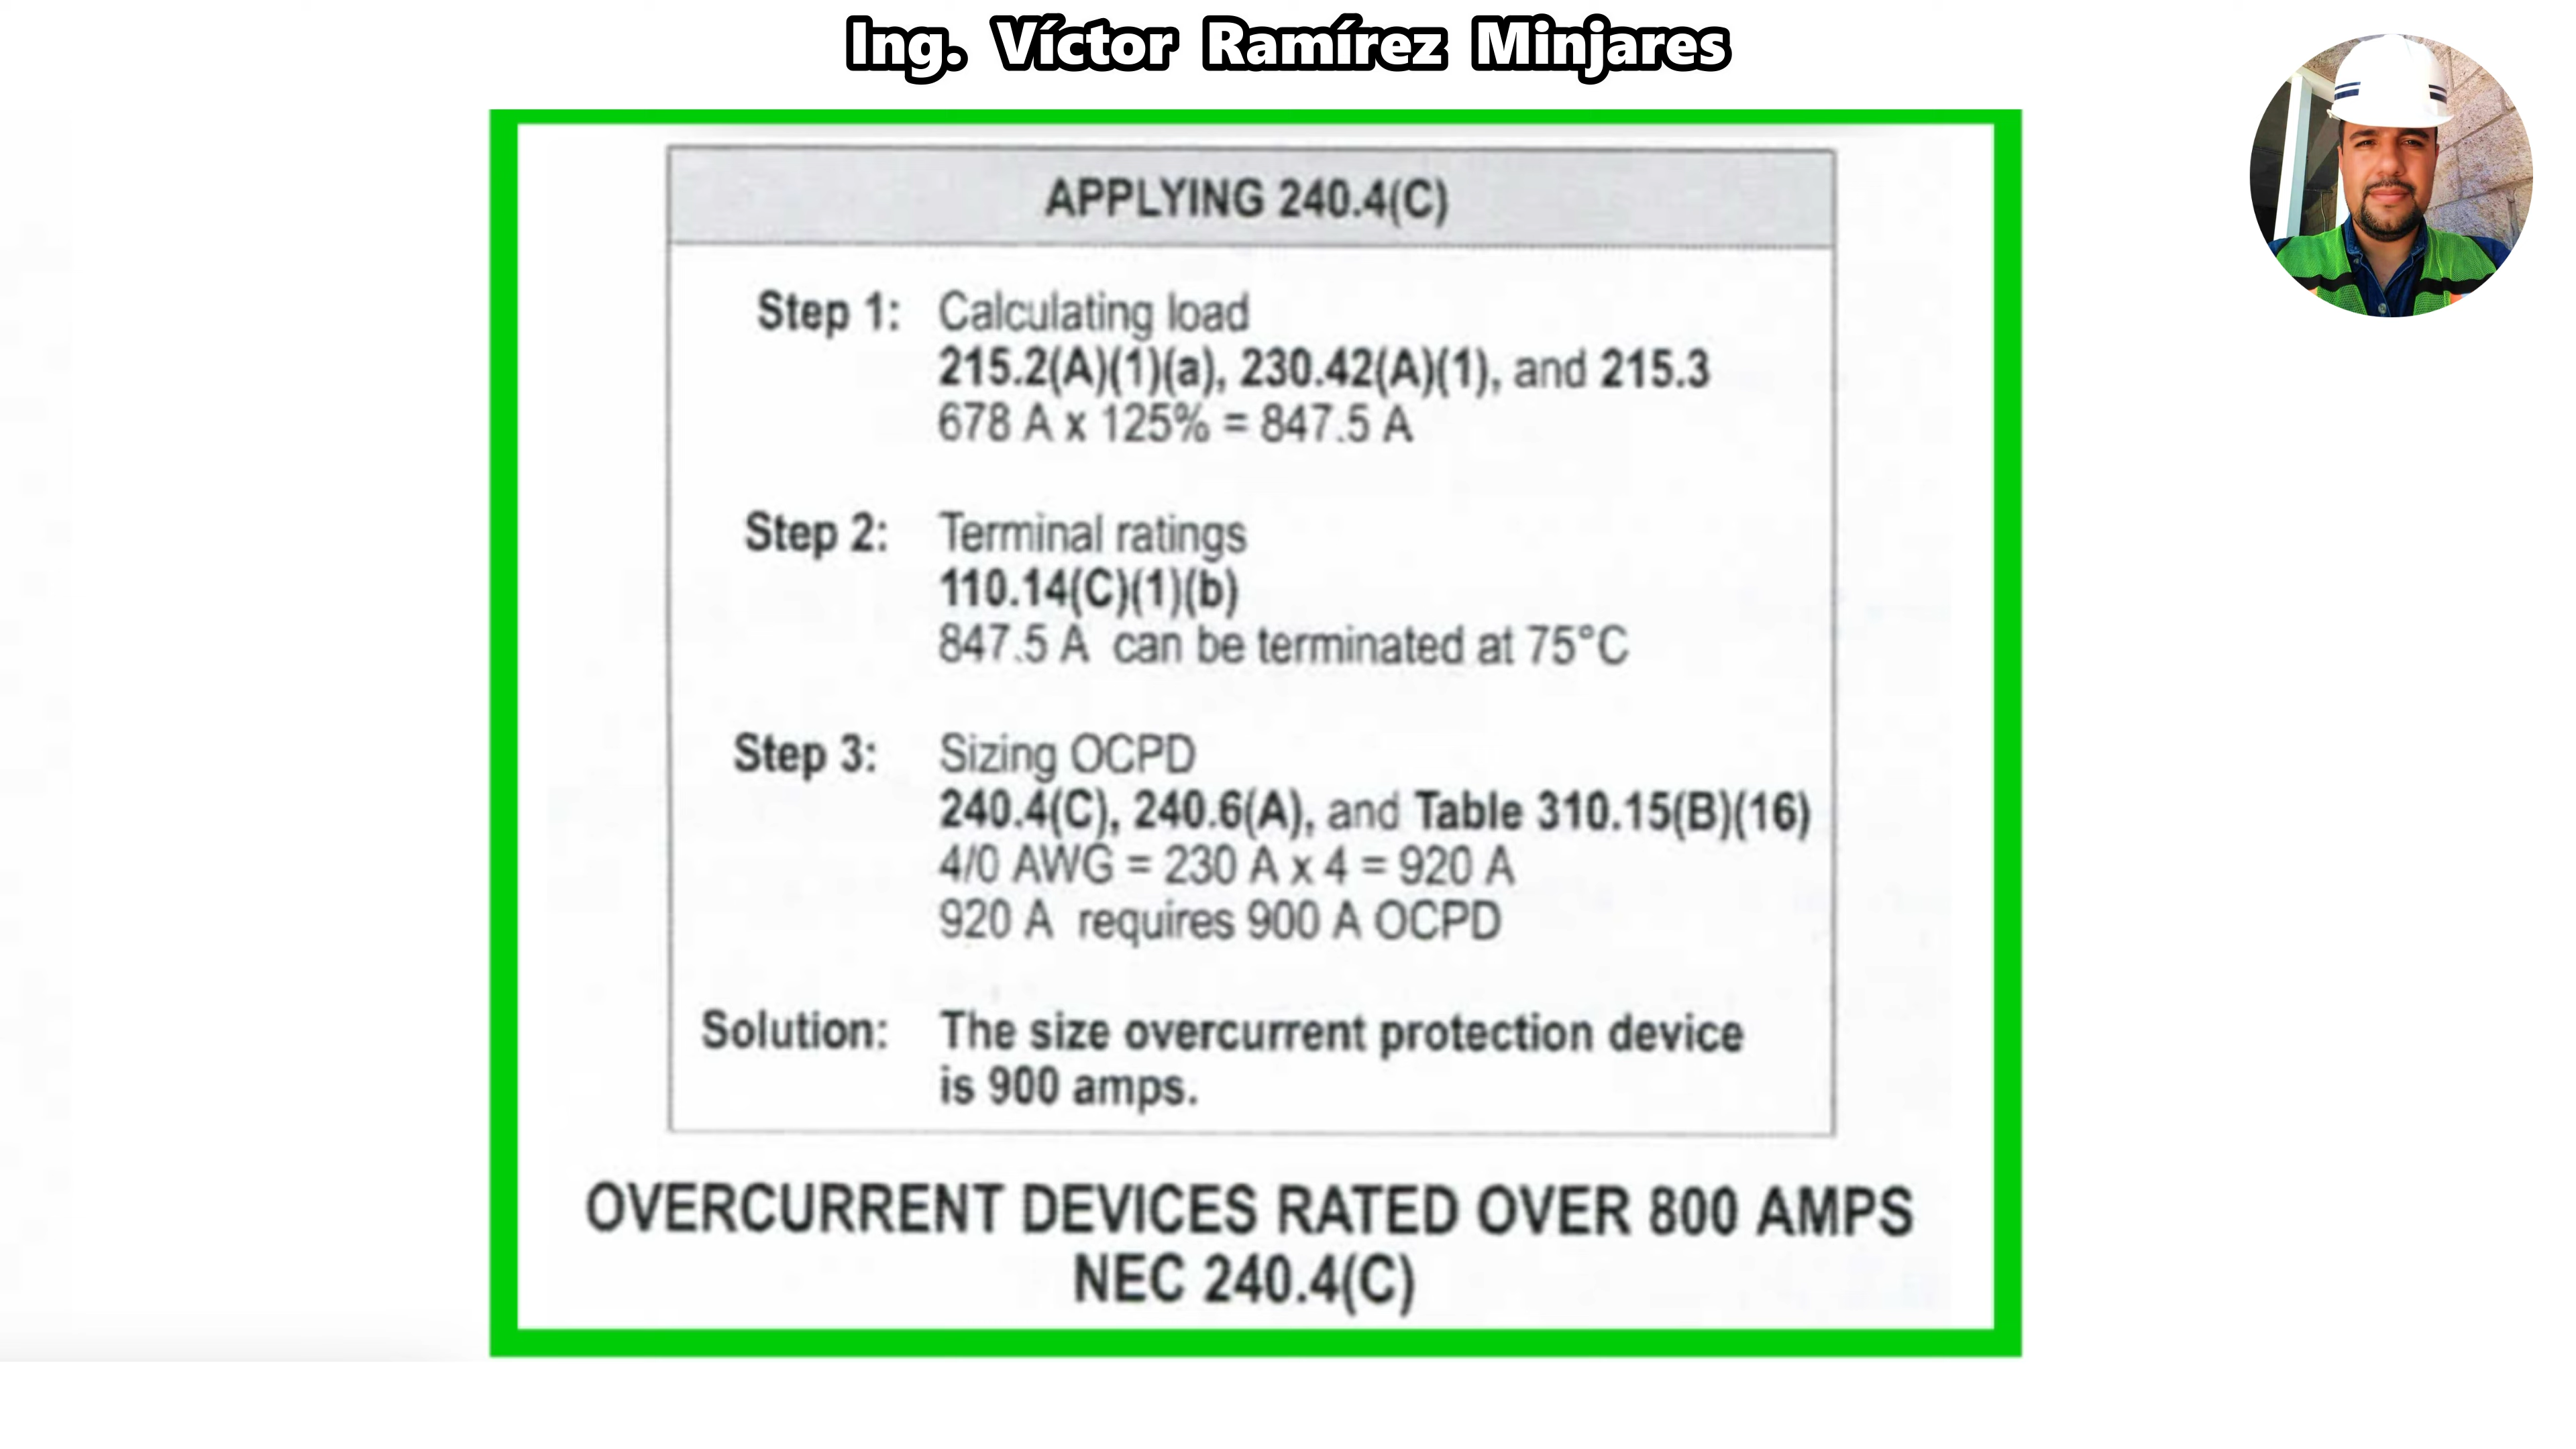 Ing. Víctor Ramírez Minjares
APPLYING 240.4(C)
Step 1: Calculating load
215.2(A)(1)(a), 230.42(A)(1), and 215.3
678 A x 125% = 847.5 A
Step 2: Terminal ratings
110.14(C)(1)(b)
847.5 A can be terminated at 75°C
Step 3: Sizing OCPD
240.4(C), 240.6(A), and Table 310.15(B)(16)
4/0 AWG = 230 A x 4 = 920 A
920 A requires 900 A OCPD
Solution: The size overcurrent protection device
is 900 amps.
OVERCURRENT DEVICES RATED OVER 800 AMPS
NEC 240.4(C)